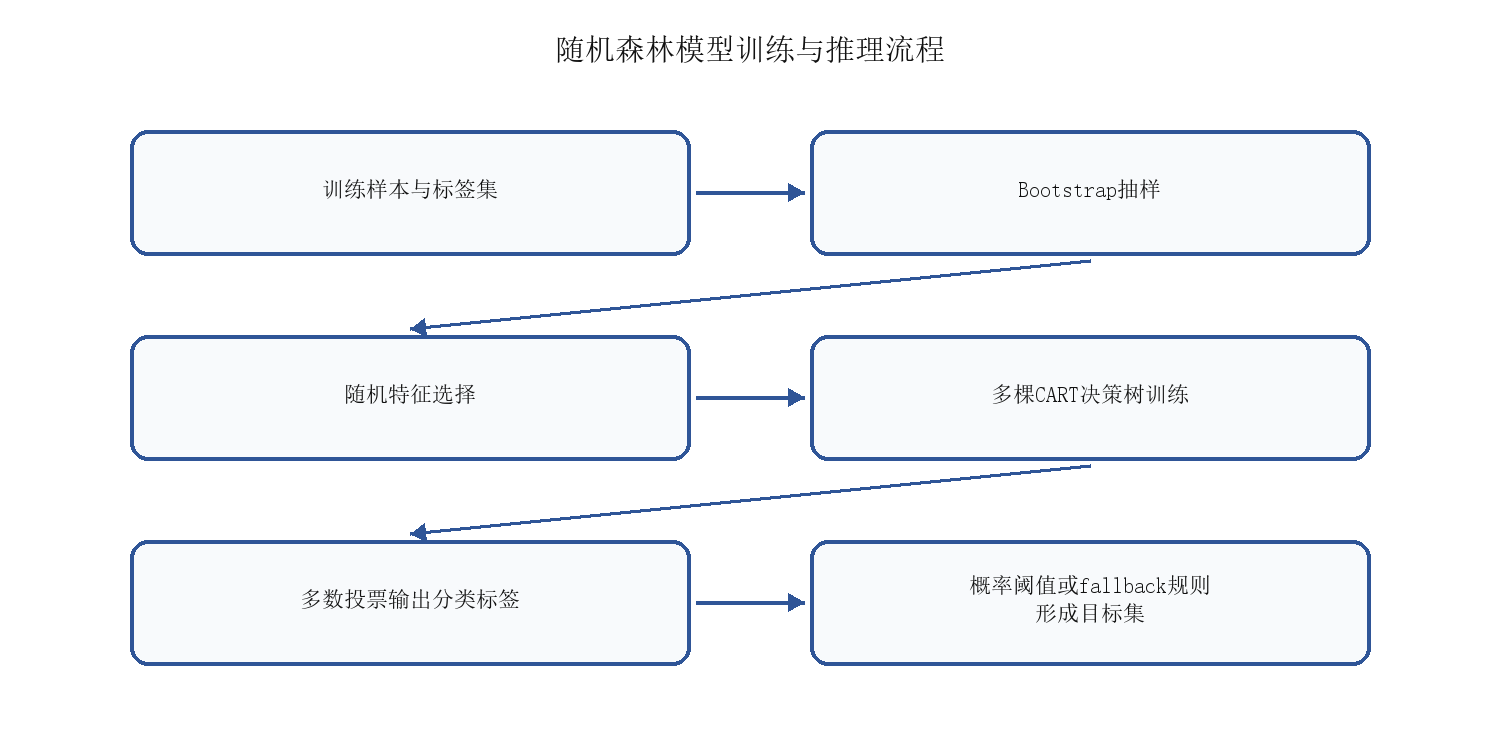 随机森林模型训练与推理流程
训练样本与标签集
Bootstrap抽样
随机特征选择
多棵CART决策树训练
多数投票输出分类标签
概率阈值或fallback规则
形成目标集